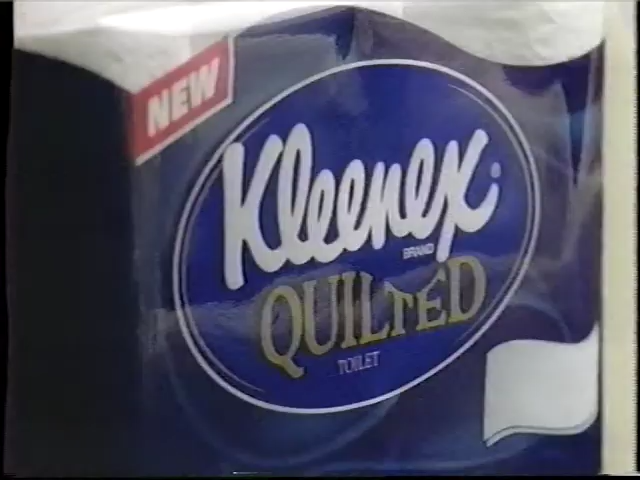 NEW
Kleenex
BRAND
QUILTED
TOILET